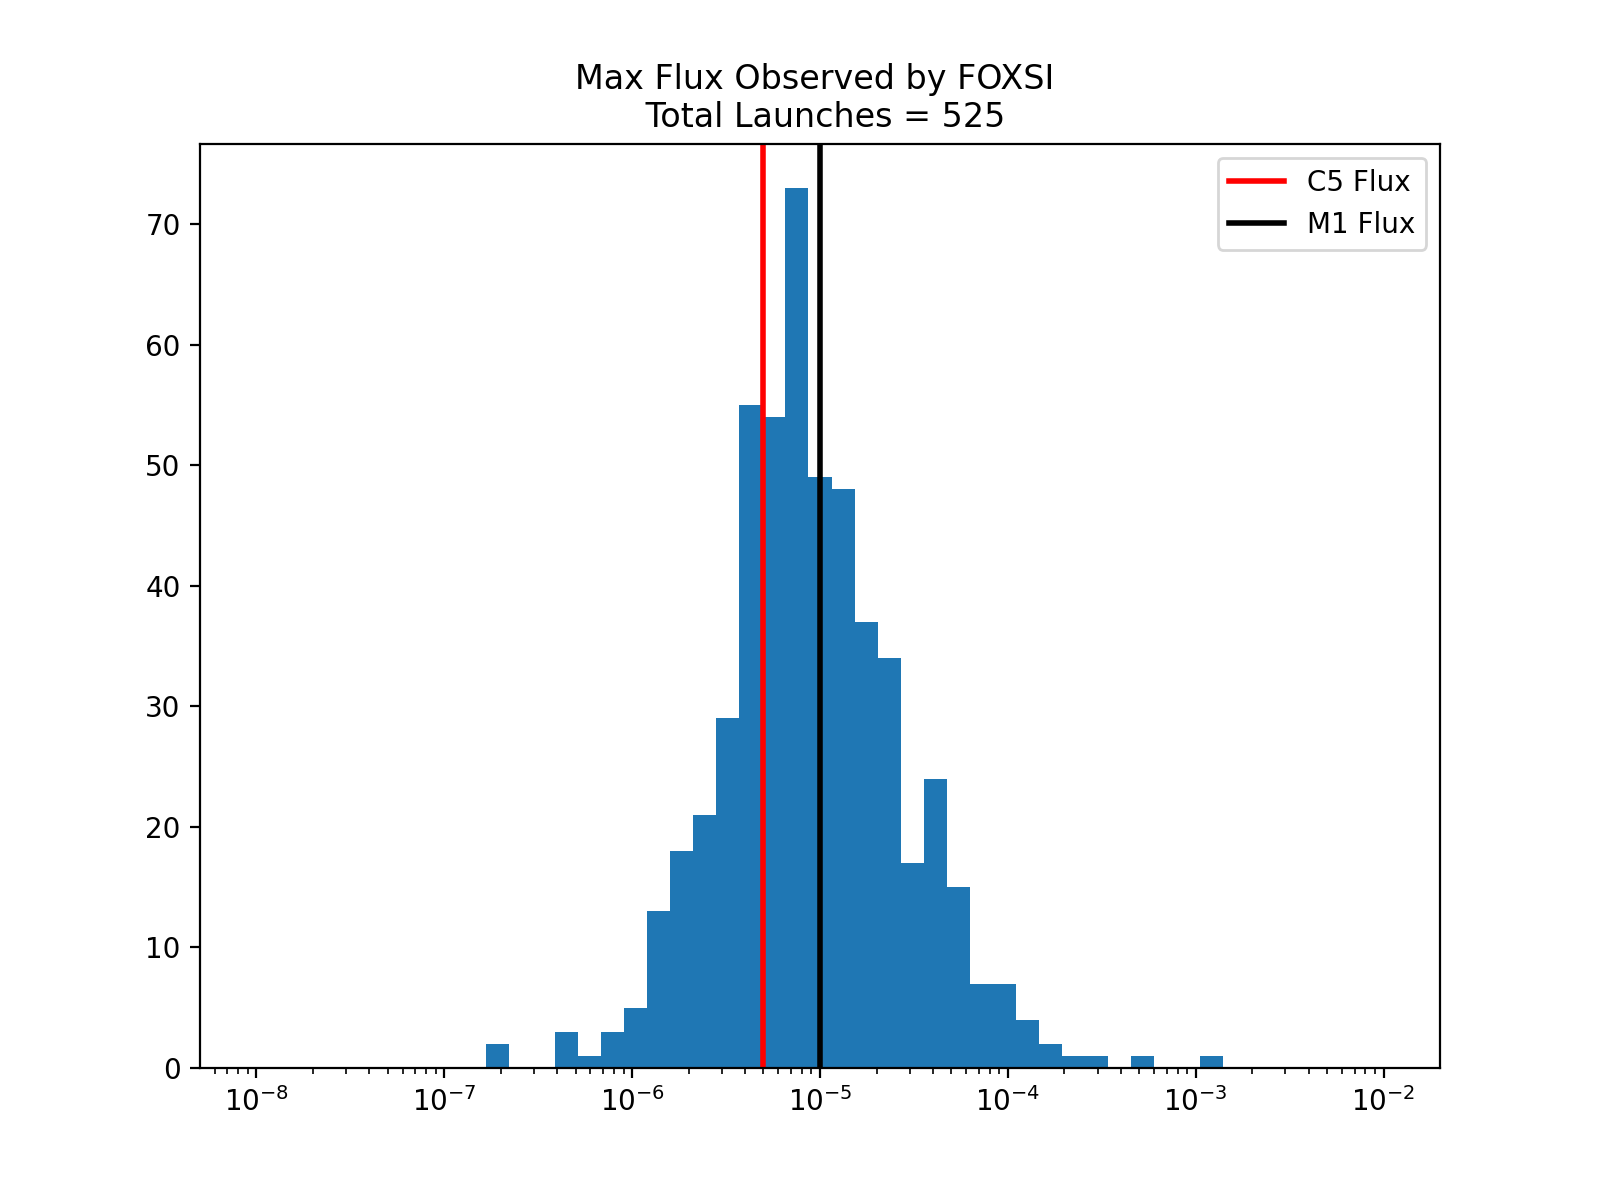 Max Flux Observed by FOXSI
Total Launches = 525
C5 Flux
M1 Flux
70
60
50
40
30
20
10
0
10⁻⁸ 10⁻⁷ 10⁻⁶ 10⁻⁵ 10⁻⁴ 10⁻³ 10⁻²